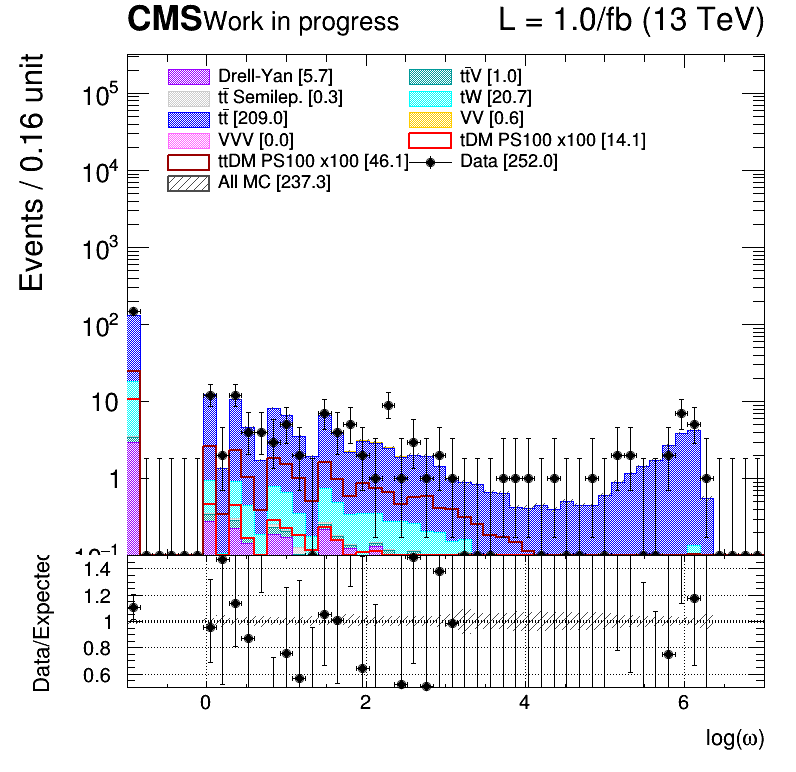 CMS Work in progress L = 1.0/fb (13 TeV)
Events / 0.16 unit
Drell-Yan [5.7] tt̄V [1.0]
tt̄ Semilep. [0.3] tW [20.7]
tt̄ [209.0] VV [0.6]
VVV [0.0] tDM PS100 x100 [14.1]
ttDM PS100 x100 [46.1] Data [252.0]
All MC [237.3]
10⁵
10⁴
10³
10²
10
1
10⁻¹
Data/Expected
1.4
1.2
1
0.8
0.6
0 2 4 6
log(ω)